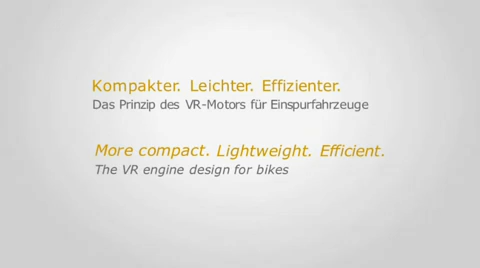 Kompakter. Leichter. Effizienter.
Das Prinzip des VR-Motors für Einspurfahrzeuge
More compact. Lightweight. Efficient.
The VR engine design for bikes